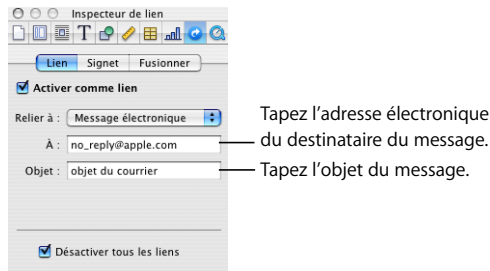 Inspecteur de lien
T
Lien Signet Fusionner
Activer comme lien
Relier à : Message électronique
À : no_reply@apple.com
Objet : objet du courrier
Désactiver tous les liens
Tapez l'adresse électronique
du destinataire du message.
Tapez l'objet du message.